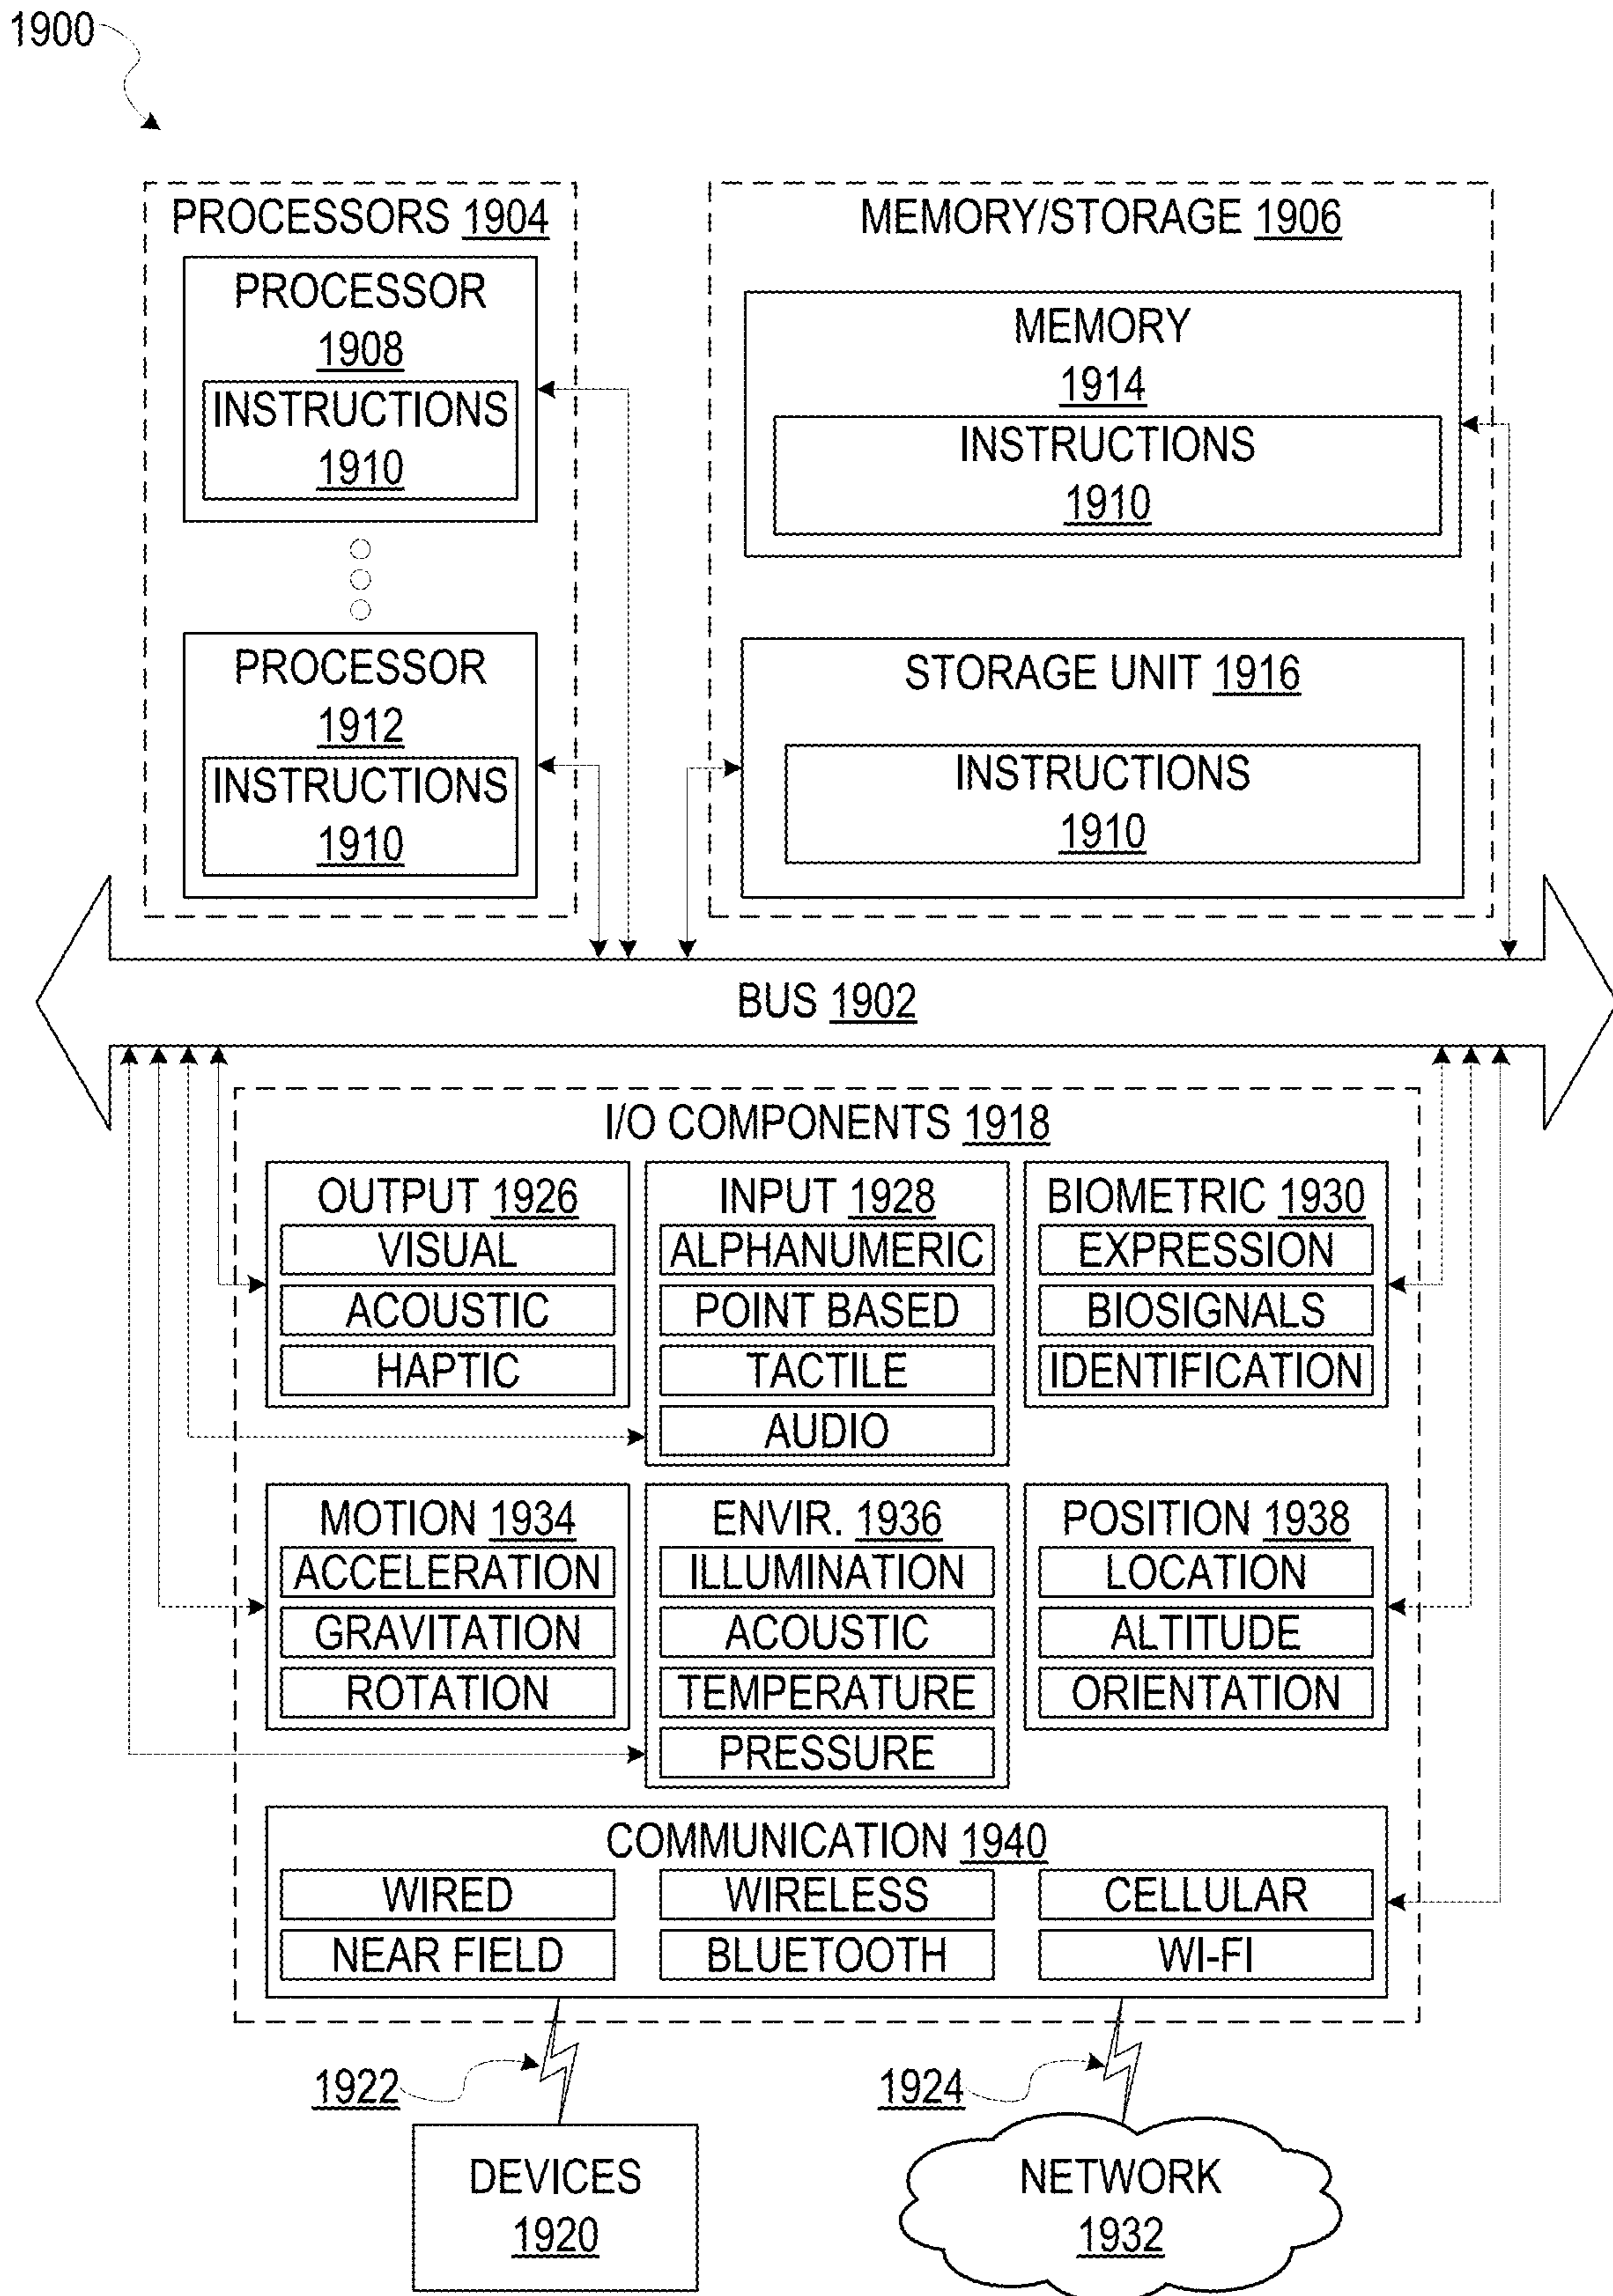 1900
PROCESSORS 1904
PROCESSOR
1908
INSTRUCTIONS
1910
PROCESSOR
1912
INSTRUCTIONS
1910
MEMORY/STORAGE 1906
MEMORY
1914
INSTRUCTIONS
1910
STORAGE UNIT 1916
INSTRUCTIONS
1910
BUS 1902
I/O COMPONENTS 1918
OUTPUT 1926
VISUAL
ACOUSTIC
HAPTIC
INPUT 1928
ALPHANUMERIC
POINT BASED
TACTILE
AUDIO
BIOMETRIC 1930
EXPRESSION
BIOSIGNALS
IDENTIFICATION
MOTION 1934
ACCELERATION
GRAVITATION
ROTATION
ENVIR. 1936
ILLUMINATION
ACOUSTIC
TEMPERATURE
PRESSURE
POSITION 1938
LOCATION
ALTITUDE
ORIENTATION
COMMUNICATION 1940
WIRED
WIRELESS
CELLULAR
NEAR FIELD
BLUETOOTH
WI-FI
1922
1924
DEVICES
1920
NETWORK
1932